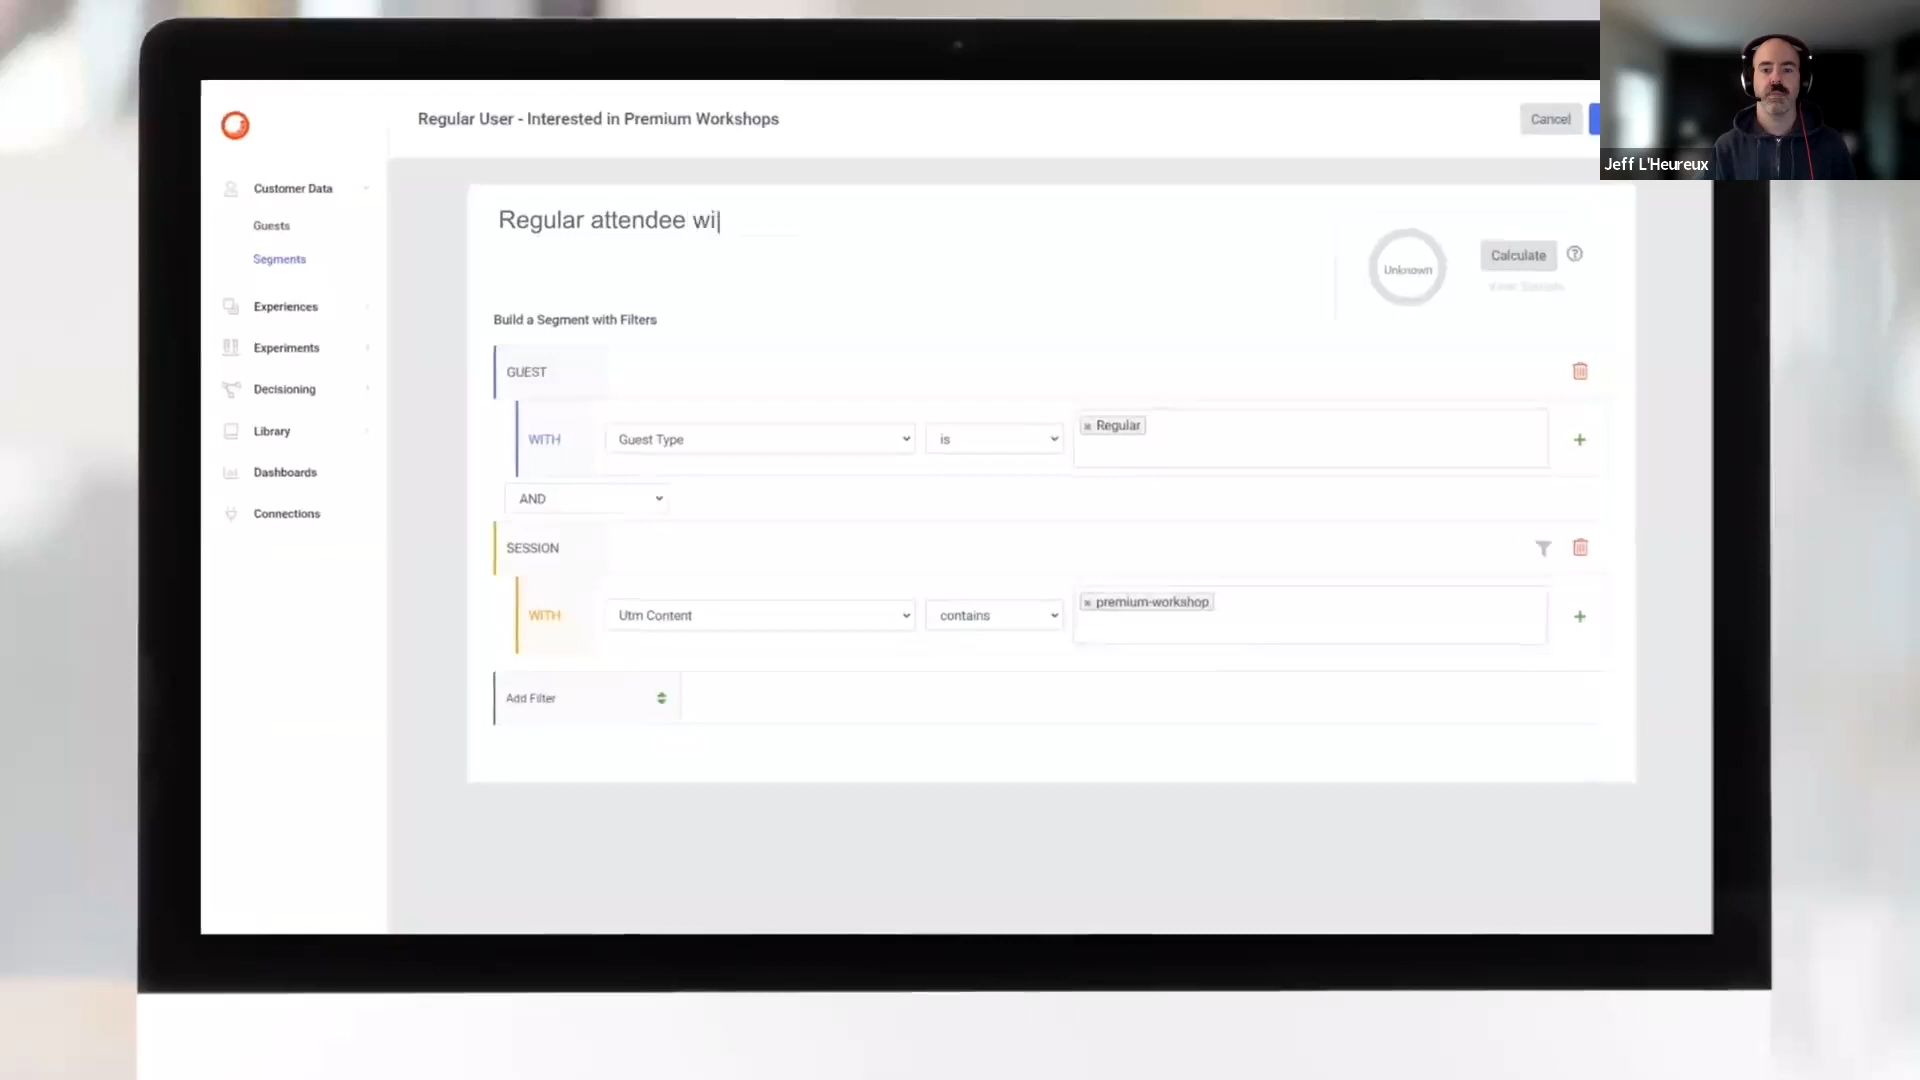 Regular User - Interested in Premium Workshops
Cancel
Jeff L'Heureux
Customer Data
Guests
Segments
Experiences
Experiments
Decisioning
Library
Dashboards
Connections
Regular attendee wi
Unknown
Calculate
View Sample
Build a Segment with Filters
GUEST
WITH
Guest Type
is
Regular
AND
SESSION
WITH
Utm Content
contains
premium-workshop
Add Filter